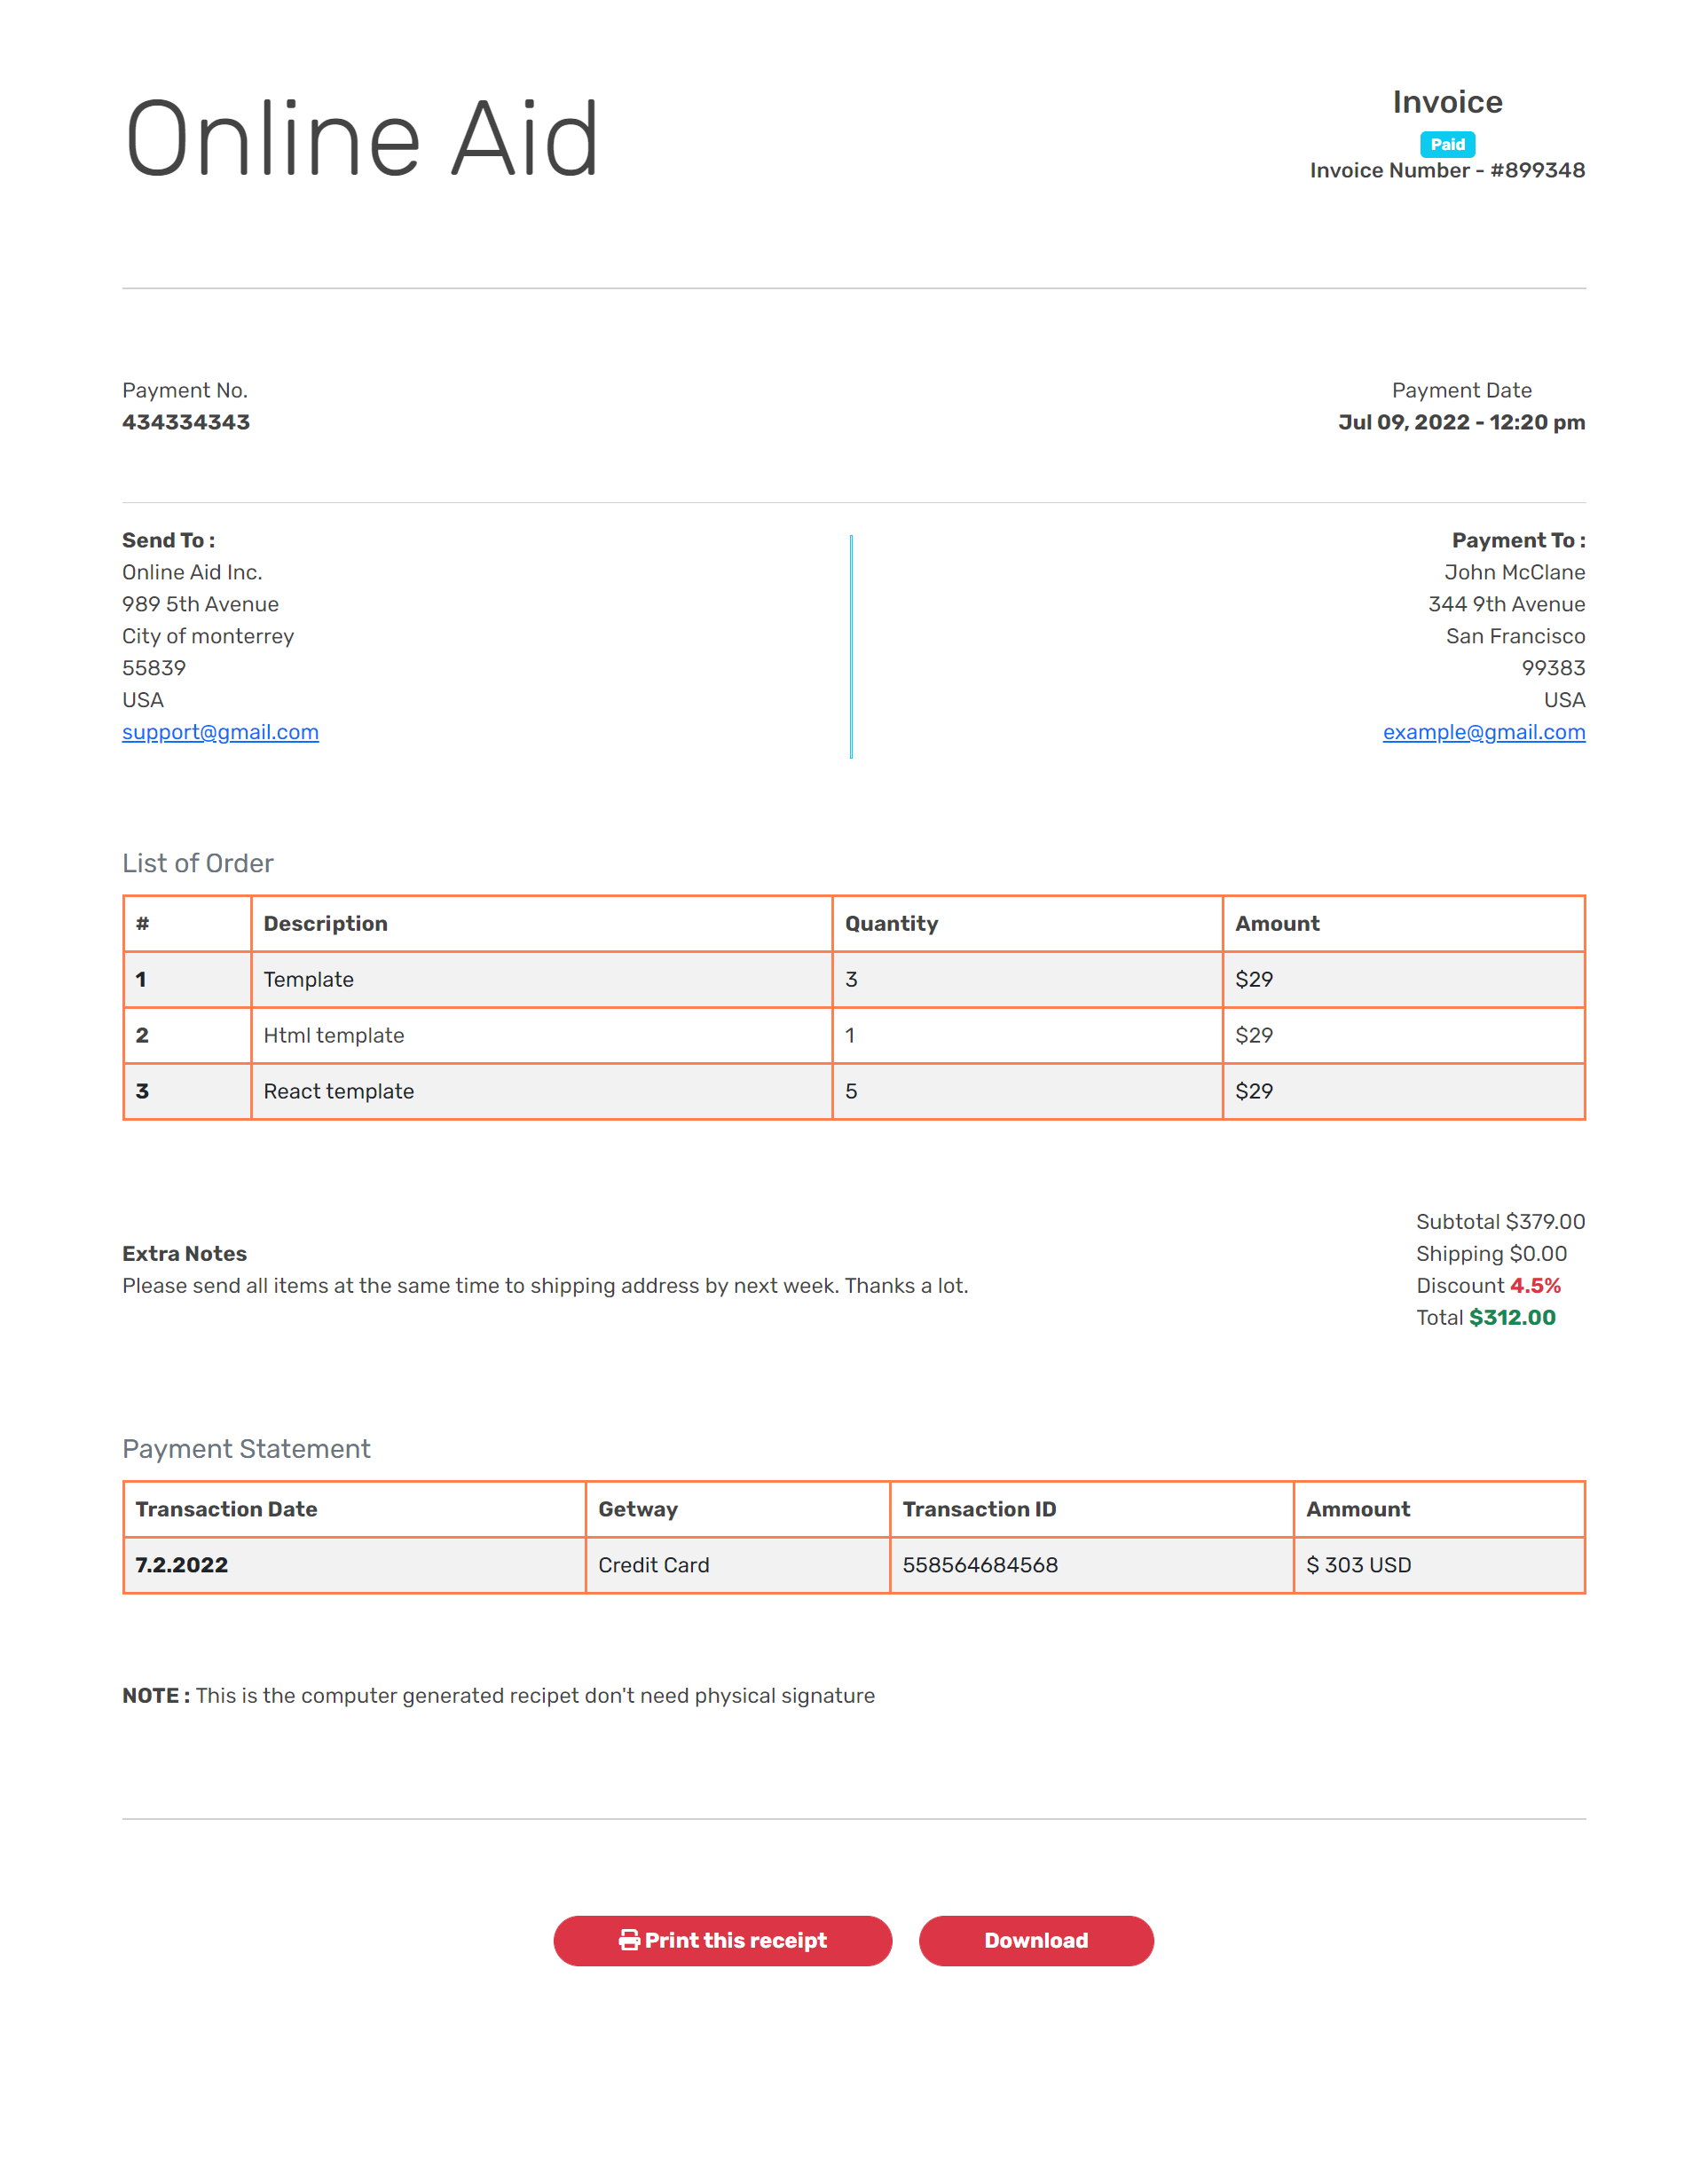 Online Aid
Invoice
Paid
Invoice Number - #899348
Payment No.
434334343
Payment Date
Jul 09, 2022 - 12:20 pm
Send To :
Online Aid Inc.
989 5th Avenue
City of monterrey
55839
USA
support@gmail.com
Payment To :
John McClane
344 9th Avenue
San Francisco
99383
USA
example@gmail.com
List of Order
# Description Quantity Amount
1 Template 3 $29
2 Html template 1 $29
3 React template 5 $29
Extra Notes
Please send all items at the same time to shipping address by next week. Thanks a lot.
Subtotal $379.00
Shipping $0.00
Discount 4.5%
Total $312.00
Payment Statement
Transaction Date Getway Transaction ID Ammount
7.2.2022 Credit Card 558564684568 $ 303 USD
NOTE : This is the computer generated recipet don't need physical signature
Print this receipt Download